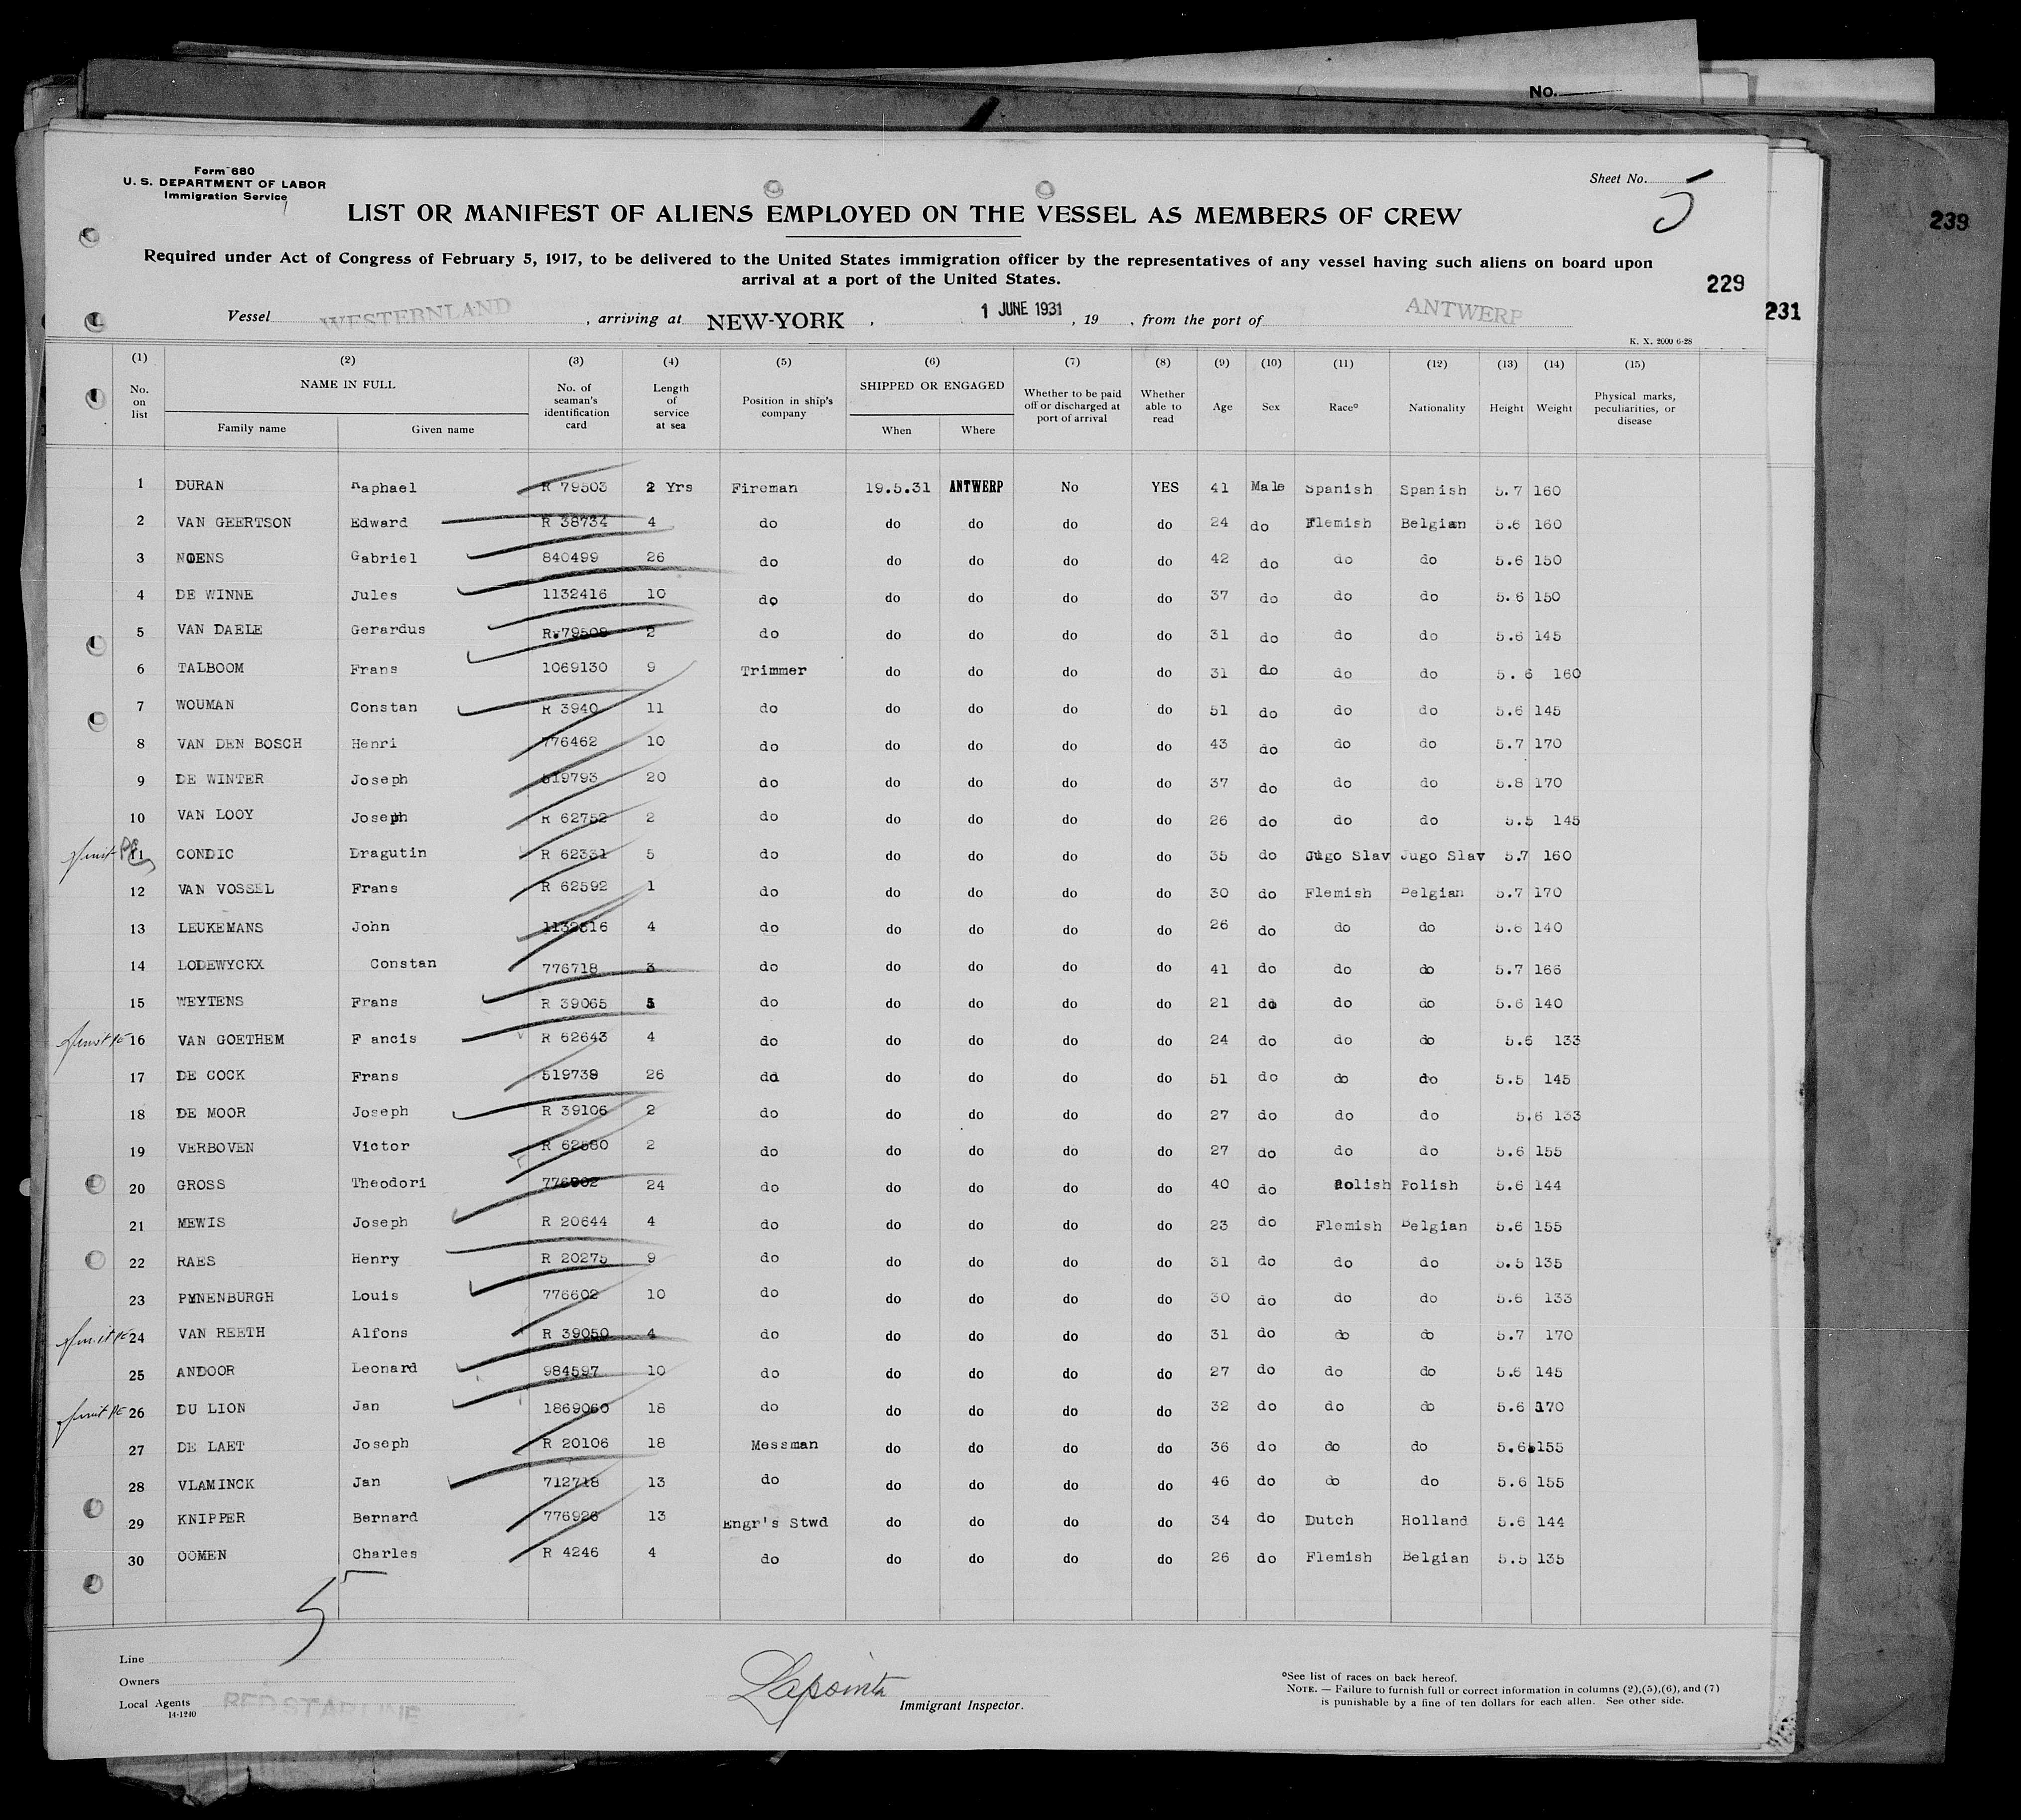 No.
Form 680
U. S. DEPARTMENT OF LABOR
Immigration Service
Sheet No. 5
LIST OR MANIFEST OF ALIENS EMPLOYED ON THE VESSEL AS MEMBERS OF CREW
239
Required under Act of Congress of February 5, 1917, to be delivered to the United States immigration officer by the representatives of any vessel having such aliens on board upon
arrival at a port of the United States.
229
231
Vessel WESTERNLAND, arriving at NEW-YORK, 1 JUNE 1931, 19 , from the port of ANTWERP
K. X. 2000 6-28
(1) (2) (3) (4) (5) (6) (7) (8) (9) (10) (11) (12) (13) (14) (15)
No. on list NAME IN FULL Family name Given name No. of seaman's identification card Length of service at sea Position in ship's company SHIPPED OR ENGAGED When Where Whether to be paid off or discharged at port of arrival Whether able to read Age Sex Race° Nationality Height Weight Physical marks, peculiarities, or disease
1 DURAN Raphael R 79503 2 Yrs Fireman 19.5.31 ANTWERP No YES 41 Male Spanish Spanish 5.7 160
2 VAN GEERTSON Edward R 38734 4 do do do do do 24 do Flemish Belgian 5.6 160
3 NOENS Gabriel 840499 26 do do do do do 42 do do do 5.6 150
4 DE WINNE Jules 1132416 10 do do do do do 37 do do do 5.6 150
5 VAN DAELE Gerardus R 79508 2 do do do do do 31 do do do 5.6 145
6 TALBOOM Frans 1069130 9 Trimmer do do do do 31 do do do 5.6 160
7 WOUMAN Constan R 3940 11 do do do do do 51 do do do 5.6 145
8 VAN DEN BOSCH Henri 776462 10 do do do do do 43 do do do 5.7 170
9 DE WINTER Joseph 519793 20 do do do do do 37 do do do 5.8 170
10 VAN LOOY Joseph R 62752 2 do do do do do 26 do do do 5.5 145
11 CONDIC Dragutin R 62331 5 do do do do do 35 do Jugo Slav Jugo Slav 5.7 160
12 VAN VOSSEL Frans R 62592 1 do do do do do 30 do Flemish Belgian 5.7 170
13 LEUKEMANS John 1132316 4 do do do do do 26 do do do 5.6 140
14 LODEWYCKX Constan 776718 3 do do do do do 41 do do do 5.7 166
15 WEYTENS Frans R 39065 do do do do do 21 do do do 5.6 140
16 VAN GOETHEM F ancis R 62643 4 do do do do do 24 do do do 5.6 133
17 DE COCK Frans 519738 26 do do do do do 51 do do do 5.5 145
18 DE MOOR Joseph R 39106 2 do do do do do 27 do do do 5.6 133
19 VERBOVEN Victor R 62580 2 do do do do do 27 do do do 5.6 155
20 GROSS Theodori 776902 24 do do do do do 40 do Polish Polish 5.6 144
21 MEWIS Joseph R 20644 4 do do do do do 23 do Flemish Belgian 5.6 155
22 RAES Henry R 20275 9 do do do do do 31 do do do 5.5 135
23 PYNENBURGH Louis 776602 10 do do do do do 30 do do do 5.6 133
24 VAN REETH Alfons R 39050 4 do do do do do 31 do do do 5.7 170
25 ANDOOR Leonard 984597 10 do do do do do 27 do do do 5.6 145
26 DU LION Jan 1869060 18 do do do do do 32 do do do 5.6 170
27 DE LAET Joseph R 20106 18 Messman do do do do 36 do do do 5.6 155
28 VLAMINCK Jan 712718 13 do do do do do 46 do do do 5.6 155
29 KNIPPER Bernard 776926 13 Engr's Stwd do do do do 34 do Dutch Holland 5.6 144
30 OOMEN Charles R 4246 4 do do do do do 26 do Flemish Belgian 5.5 135
5
Line
Owners
Local Agents RED STAR LINE
14-1240
Lapointe
Immigrant Inspector.
°See list of races on back hereof.
NOTE. — Failure to furnish full or correct information in columns (2),(5),(6), and (7)
is punishable by a fine of ten dollars for each alien. See other side.